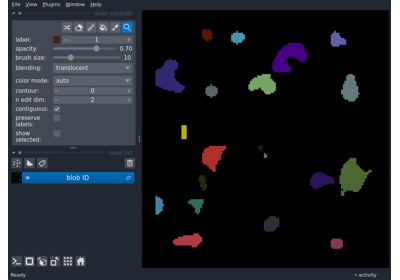 File View Plugins Window Help
layer controls
label: 1
opacity: 0.70
brush size: 10
blending: translucent
color mode: auto
contour: 0
n edit dim: 2
contiguous:
preserve
labels:
show
selected:
layer list
blob ID
Ready
activity